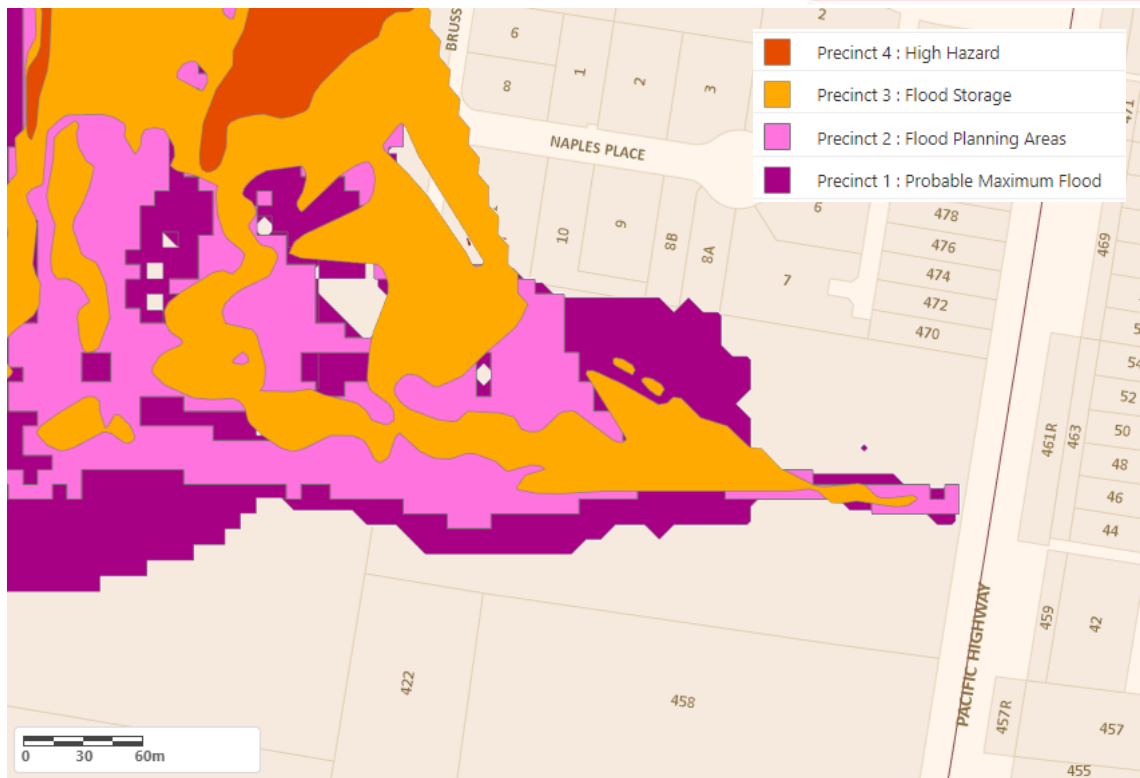 BRUSS
2
6
1
2
3
8
Precinct 4 : High Hazard
Precinct 3 : Flood Storage
Precinct 2 : Flood Planning Areas
Precinct 1 : Probable Maximum Flood
471
NAPLES PLACE
10
9
8B
8A
6
7
478
476
474
472
470
469
54
52
50
48
46
44
461R
463
459
42
PACIFIC HIGHWAY
457R
457
455
422
458
0 30 60m